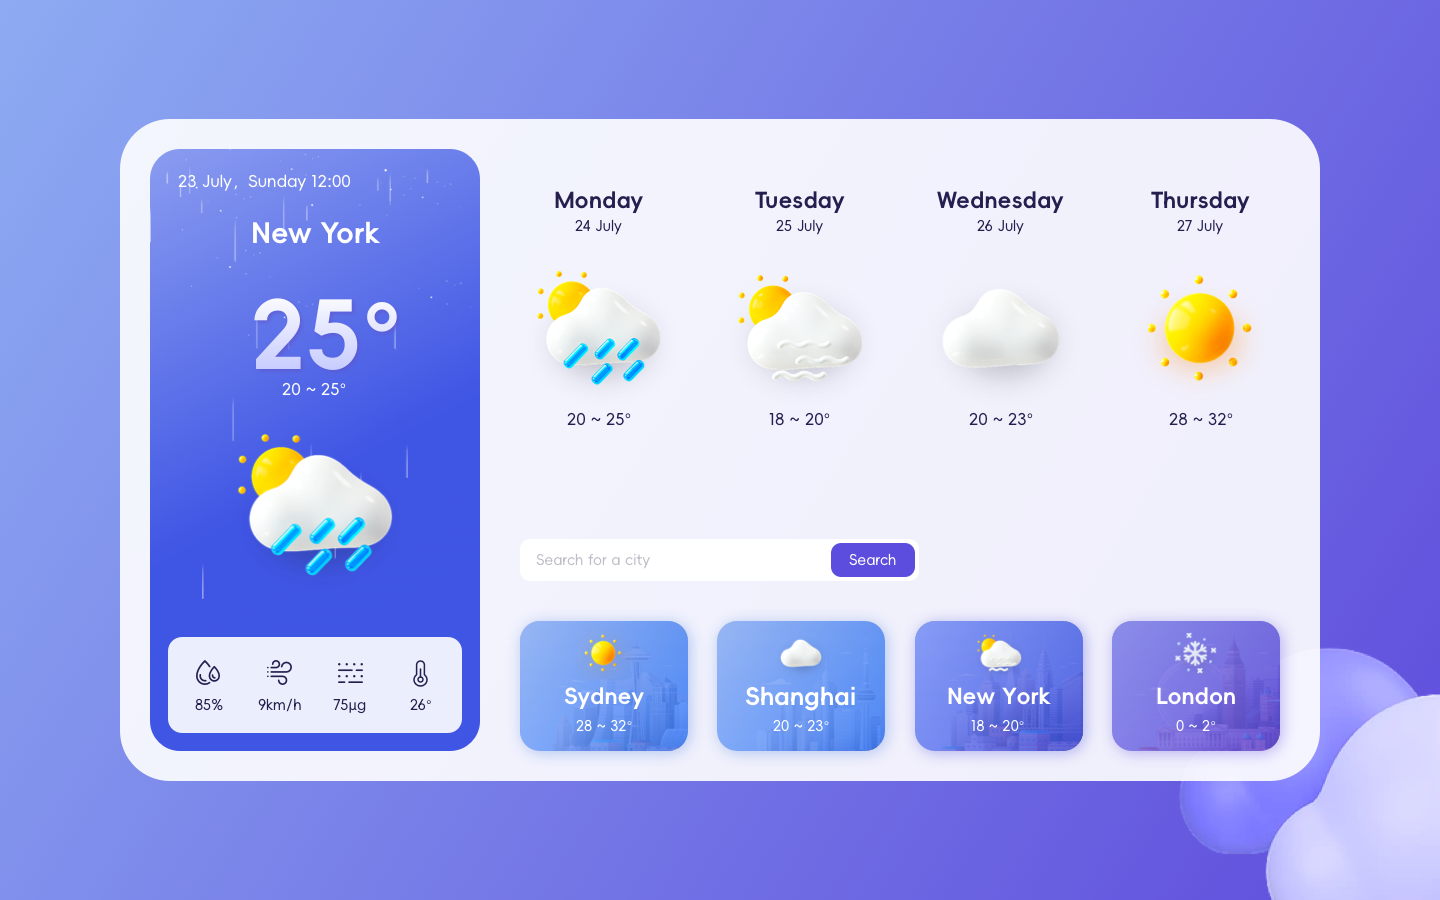 23 July, Sunday 12:00
New York
25°
20 ~ 25°
85%
9km/h
75μg
26°
Monday
24 July
20 ~ 25°
Tuesday
25 July
18 ~ 20°
Wednesday
26 July
20 ~ 23°
Thursday
27 July
28 ~ 32°
Search for a city
Search
Sydney
28 ~ 32°
Shanghai
20 ~ 23°
New York
18 ~ 20°
London
0 ~ 2°